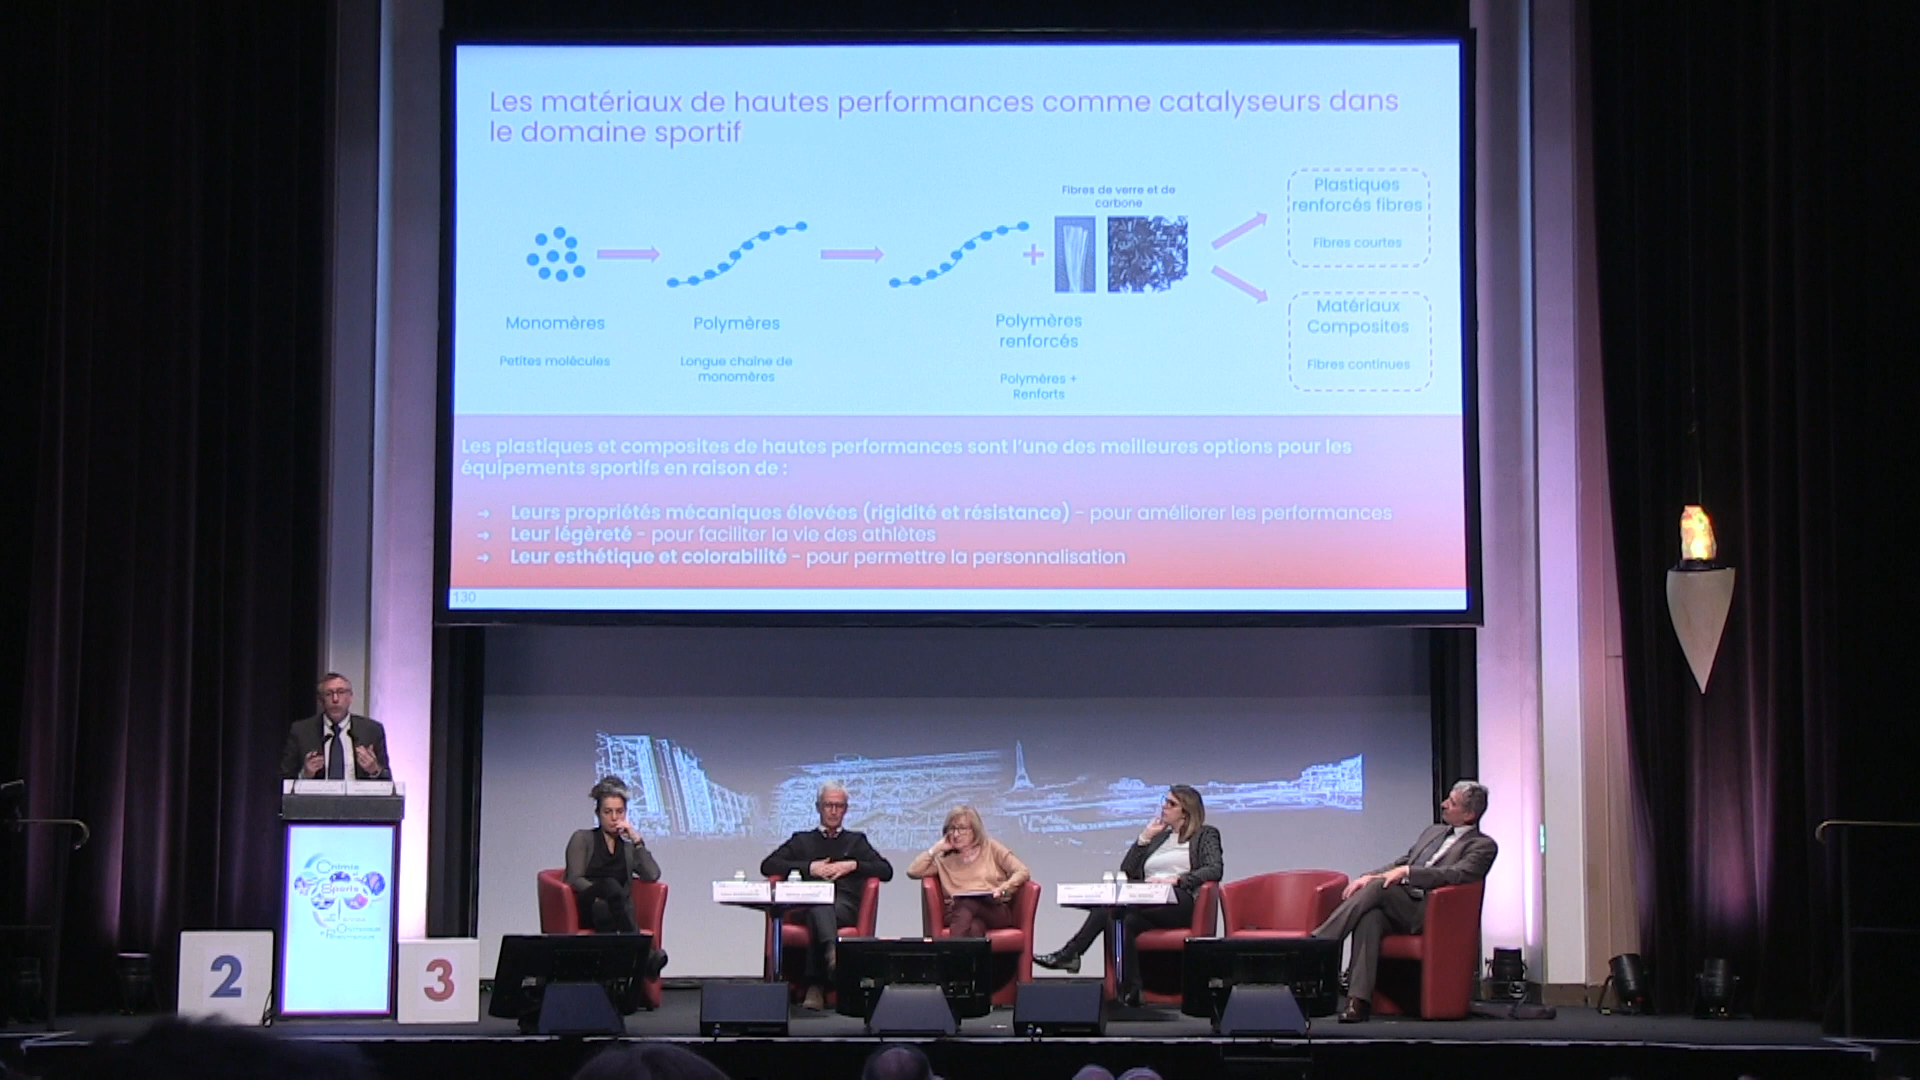 Les matériaux de hautes performances comme catalyseurs dans
le domaine sportif
Fibres de verre et de
carbone
Plastiques
renforcés fibres
Fibres courtes
Monomères
Petites molécules
Polymères
Longue chaîne de
monomères
Polymères
renforcés
Polymères +
Renforts
Matériaux
Composites
Fibres continues
Les plastiques et composites de hautes performances sont l'une des meilleures options pour les
équipements sportifs en raison de :
→ Leurs propriétés mécaniques élevées (rigidité et résistance) - pour améliorer les performances
→ Leur légèreté - pour faciliter la vie des athlètes
→ Leur esthétique et colorabilité - pour permettre la personnalisation
130
Chimie
et
Sports
2
3